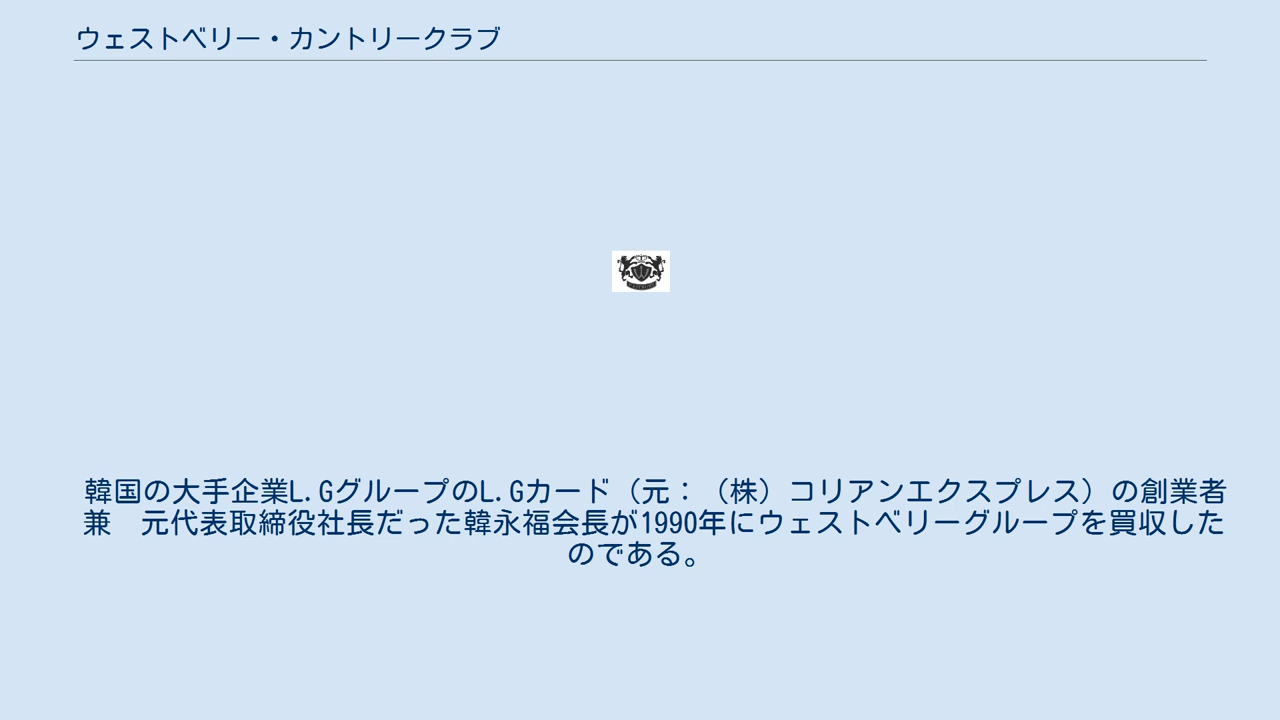 ウェストベリー・カントリークラブ
韓国の大手企業L.GグループのL.Gカード（元：（株）コリアンエクスプレス）の創業者
兼　元代表取締役社長だった韓永福会長が1990年にウェストベリーグループを買収した
のである。